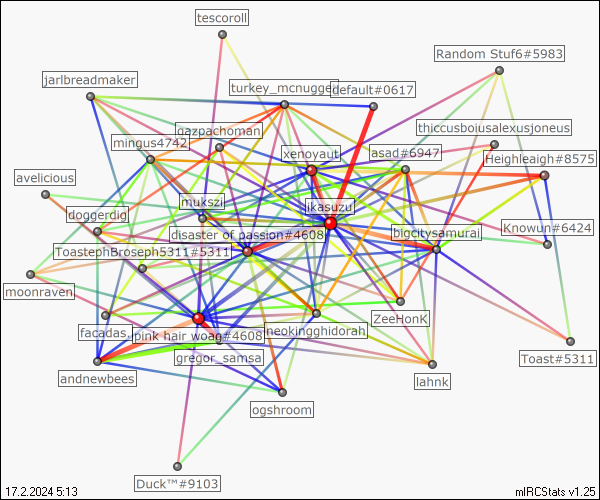 tescoroll
Random Stuf6#5983
jarlbreadmaker
turkey_mcnugget
default#0617
thiccusboiusalexusjoneus
gazpachoman
mingus4742
xenoyaut
asad#6947
Heighleaigh#8575
avelicious
mukszi
ikasuzu
doggerdig
disaster of passion#4608
bigcitysamurai
Knowun#6424
ToastephBroseph5311#5311
moonraven
facadas
pink hair woag#4608
neokingghidorah
ZeeHonK
gregor_samsa
Toast#5311
andnewbees
lahnk
ogshroom
Duck™#9103
17.2.2024 5:13
mIRCStats v1.25